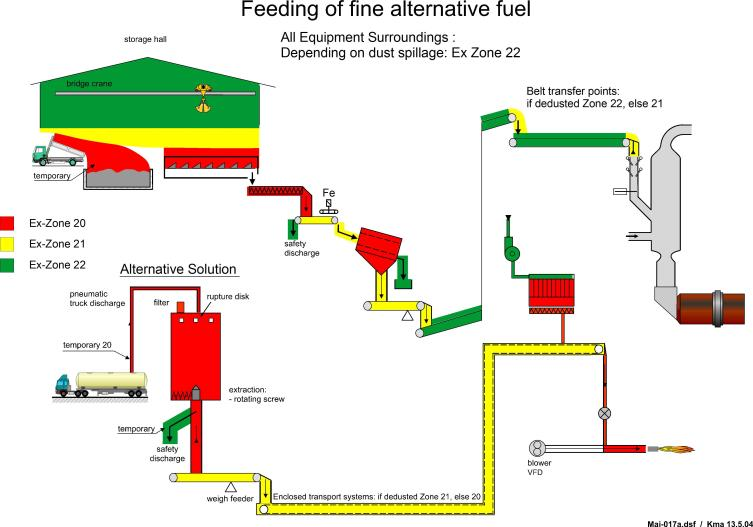 Feeding of fine alternative fuel
All Equipment Surroundings :
Depending on dust spillage: Ex Zone 22
storage hall
bridge crane
Belt transfer points:
if dedusted Zone 22, else 21
temporary
Fe
safety
discharge
Ex-Zone 20
Ex-Zone 21
Ex-Zone 22
Alternative Solution
pneumatic
truck discharge
filter
rupture disk
temporary 20
extraction:
- rotating screw
temporary
safety
discharge
weigh feeder
Enclosed transport systems: if dedusted Zone 21, else 20
blower
VFD
Mai-017a.dsf / Kma 13.5.04